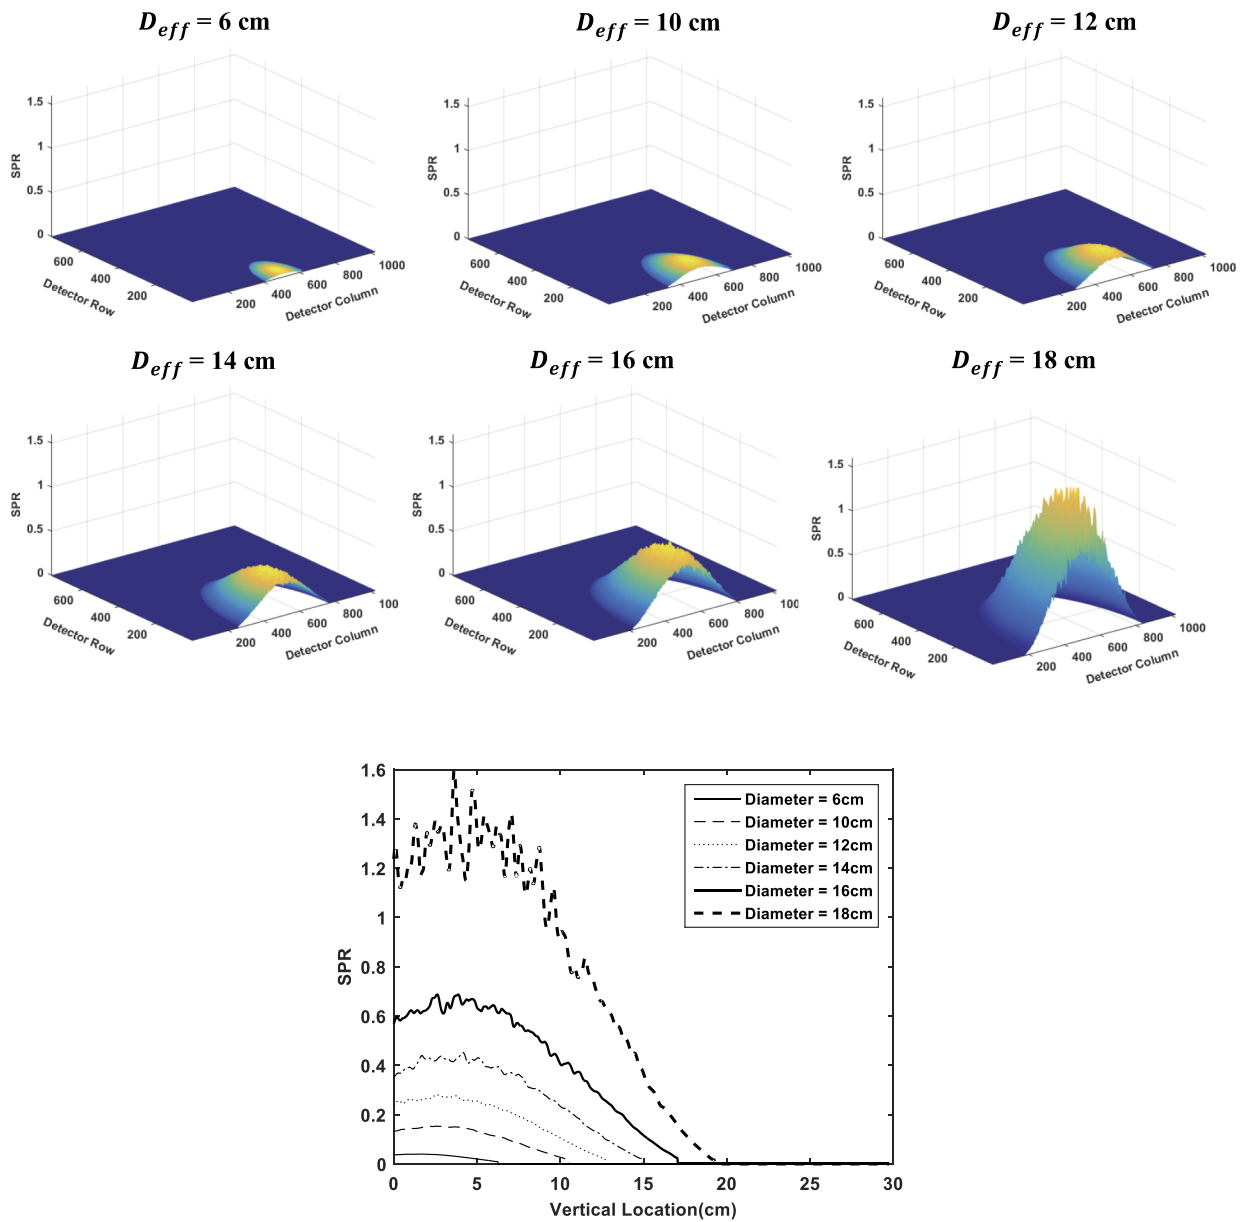 D_eff = 6 cm
D_eff = 10 cm
D_eff = 12 cm
1.5
1
0.5
0
SPR
600
400
200
Detector Row
200
400
600
800
1000
Detector Column
1.5
1
0.5
0
SPR
600
400
200
Detector Row
200
400
600
800
1000
Detector Column
1.5
1
0.5
0
SPR
600
400
200
Detector Row
200
400
600
800
1000
Detector Column
D_eff = 14 cm
D_eff = 16 cm
D_eff = 18 cm
1.5
1
0.5
0
SPR
600
400
200
Detector Row
200
400
600
800
100
Detector Column
1.5
1
0.5
0
SPR
600
400
200
Detector Row
200
400
600
800
100
Detector Column
1.5
1
0.5
0
SPR
600
400
200
Detector Row
200
400
600
800
1000
Detector Column
1.6
1.4
1.2
1
0.8
0.6
0.4
0.2
0
SPR
Diameter = 6cm
Diameter = 10cm
Diameter = 12cm
Diameter = 14cm
Diameter = 16cm
Diameter = 18cm
0
5
10
15
20
25
30
Vertical Location(cm)